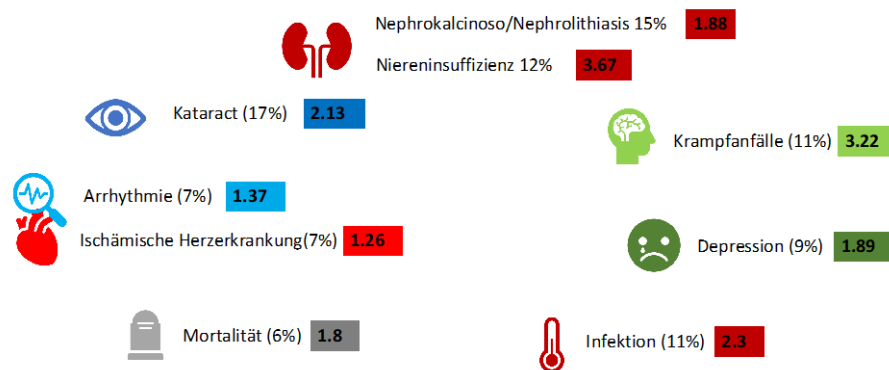 Nephrokalcinoso/Nephrolithiasis 15% 1.88
Niereninsuffizienz 12% 3.67
Kataract (17%) 2.13
Krampfanfälle (11%) 3.22
Arrhythmie (7%) 1.37
Ischämische Herzerkrankung(7%) 1.26
Depression (9%) 1.89
Mortalität (6%) 1.8
Infektion (11%) 2.3